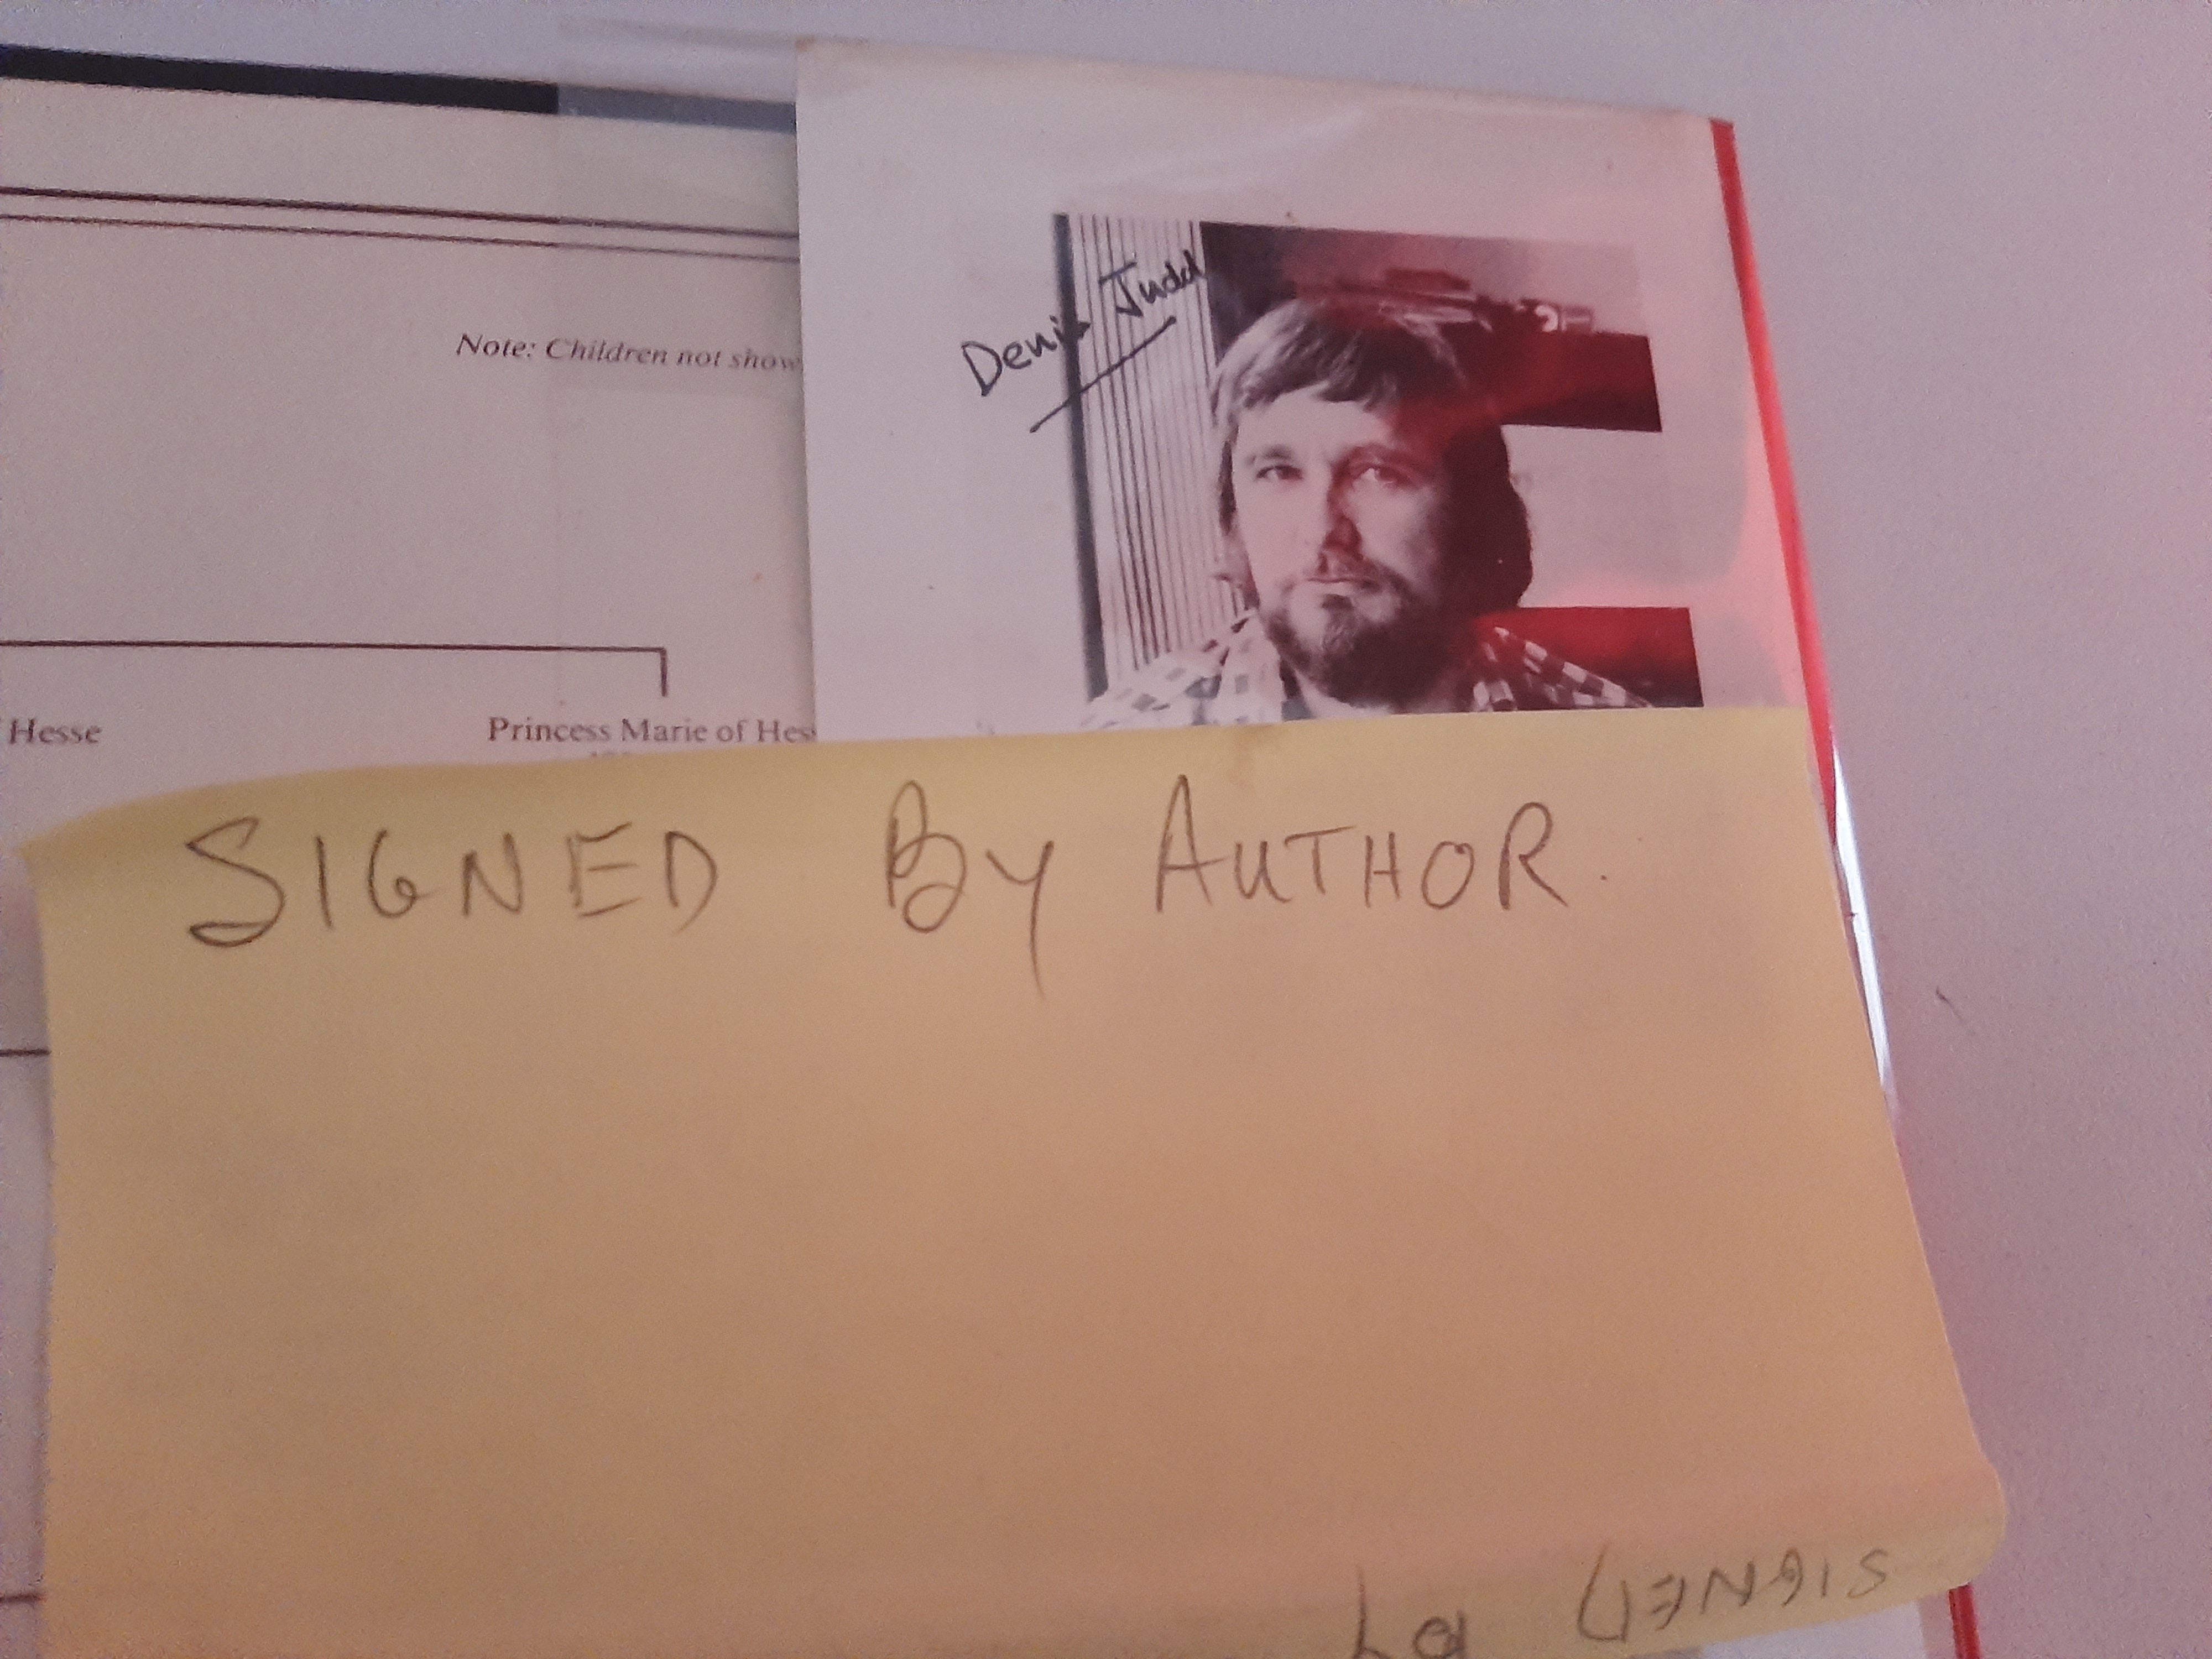 Denis Judd
Note: Children not show
Hesse
Princess Marie of Hes
SIGNED By AUTHOR.
SIGNED